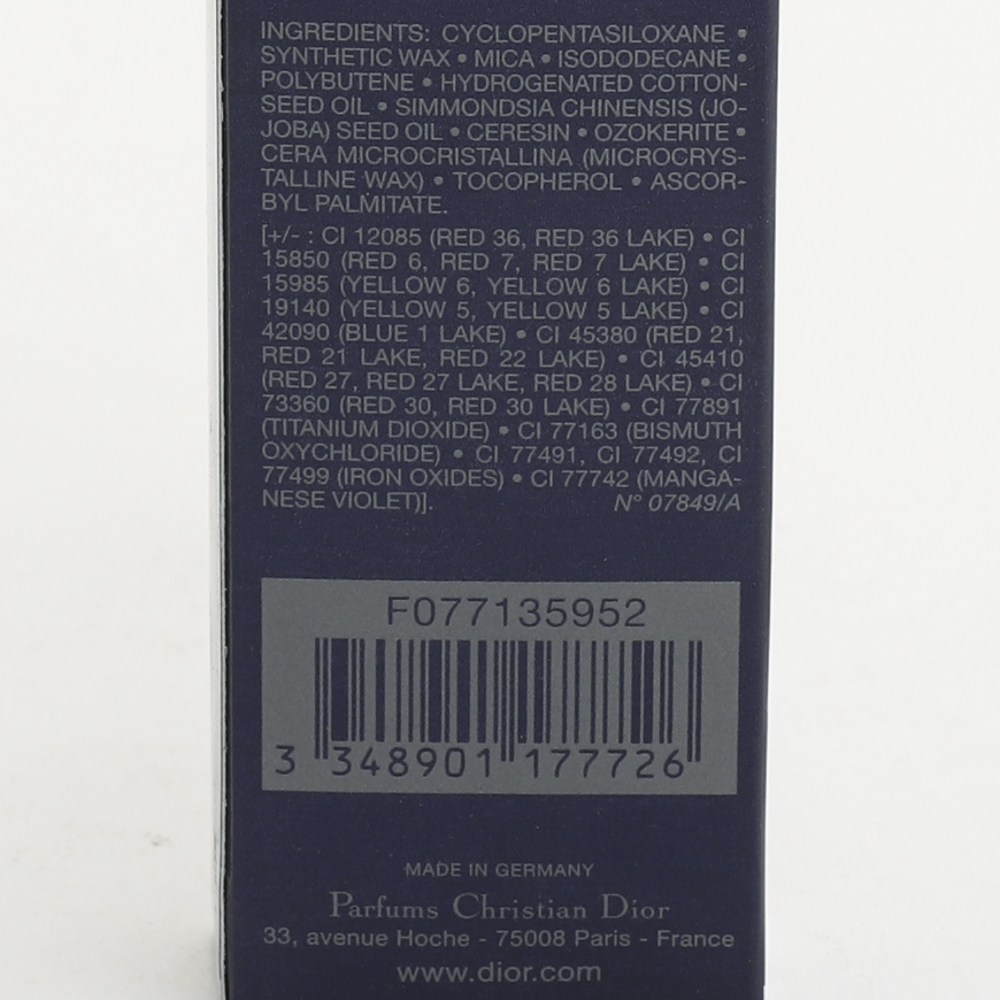 INGREDIENTS: CYCLOPENTASILOXANE •
SYNTHETIC WAX • MICA • ISODODECANE •
POLYBUTENE • HYDROGENATED COTTON-
SEED OIL • SIMMONDSIA CHINENSIS (JO-
JOBA) SEED OIL • CERESIN • OZOKERITE •
CERA MICROCRISTALLINA (MICROCRYS-
TALLINE WAX) • TOCOPHEROL • ASCOR-
BYL PALMITATE.
[+/- : CI 12085 (RED 36, RED 36 LAKE) • CI
15850 (RED 6, RED 7, RED 7 LAKE) • CI
15985 (YELLOW 6, YELLOW 6 LAKE) • CI
19140 (YELLOW 5, YELLOW 5 LAKE) • CI
42090 (BLUE 1 LAKE) • CI 45380 (RED 21,
RED 21 LAKE, RED 22 LAKE) • CI 45410
(RED 27, RED 27 LAKE, RED 28 LAKE) • CI
73360 (RED 30, RED 30 LAKE) • CI 77891
(TITANIUM DIOXIDE) • CI 77163 (BISMUTH
OXYCHLORIDE) • CI 77491, CI 77492, CI
77499 (IRON OXIDES) • CI 77742 (MANGA-
NESE VIOLET)]. N° 07849/A
F077135952
3 348901 177726
MADE IN GERMANY
Parfums Christian Dior
33, avenue Hoche - 75008 Paris - France
www.dior.com